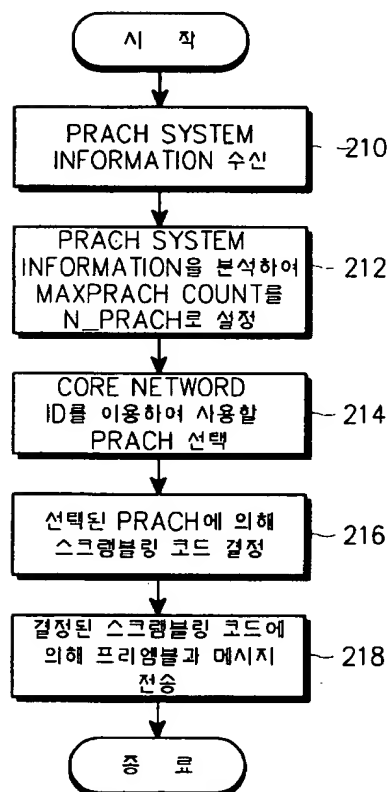 시 작
PRACH SYSTEM
INFORMATION 수신
210
PRACH SYSTEM
INFORMATION을 분석하여
MAXPRACH COUNT를
N_PRACH로 설정
212
CORE NETWORD
ID를 이용하여 사용할
PRACH 선택
214
선택된 PRACH에 의해
스크램블링 코드 결정
216
결정된 스크램블링 코드에
의해 프리엠블과 메시지
전송
218
종 료